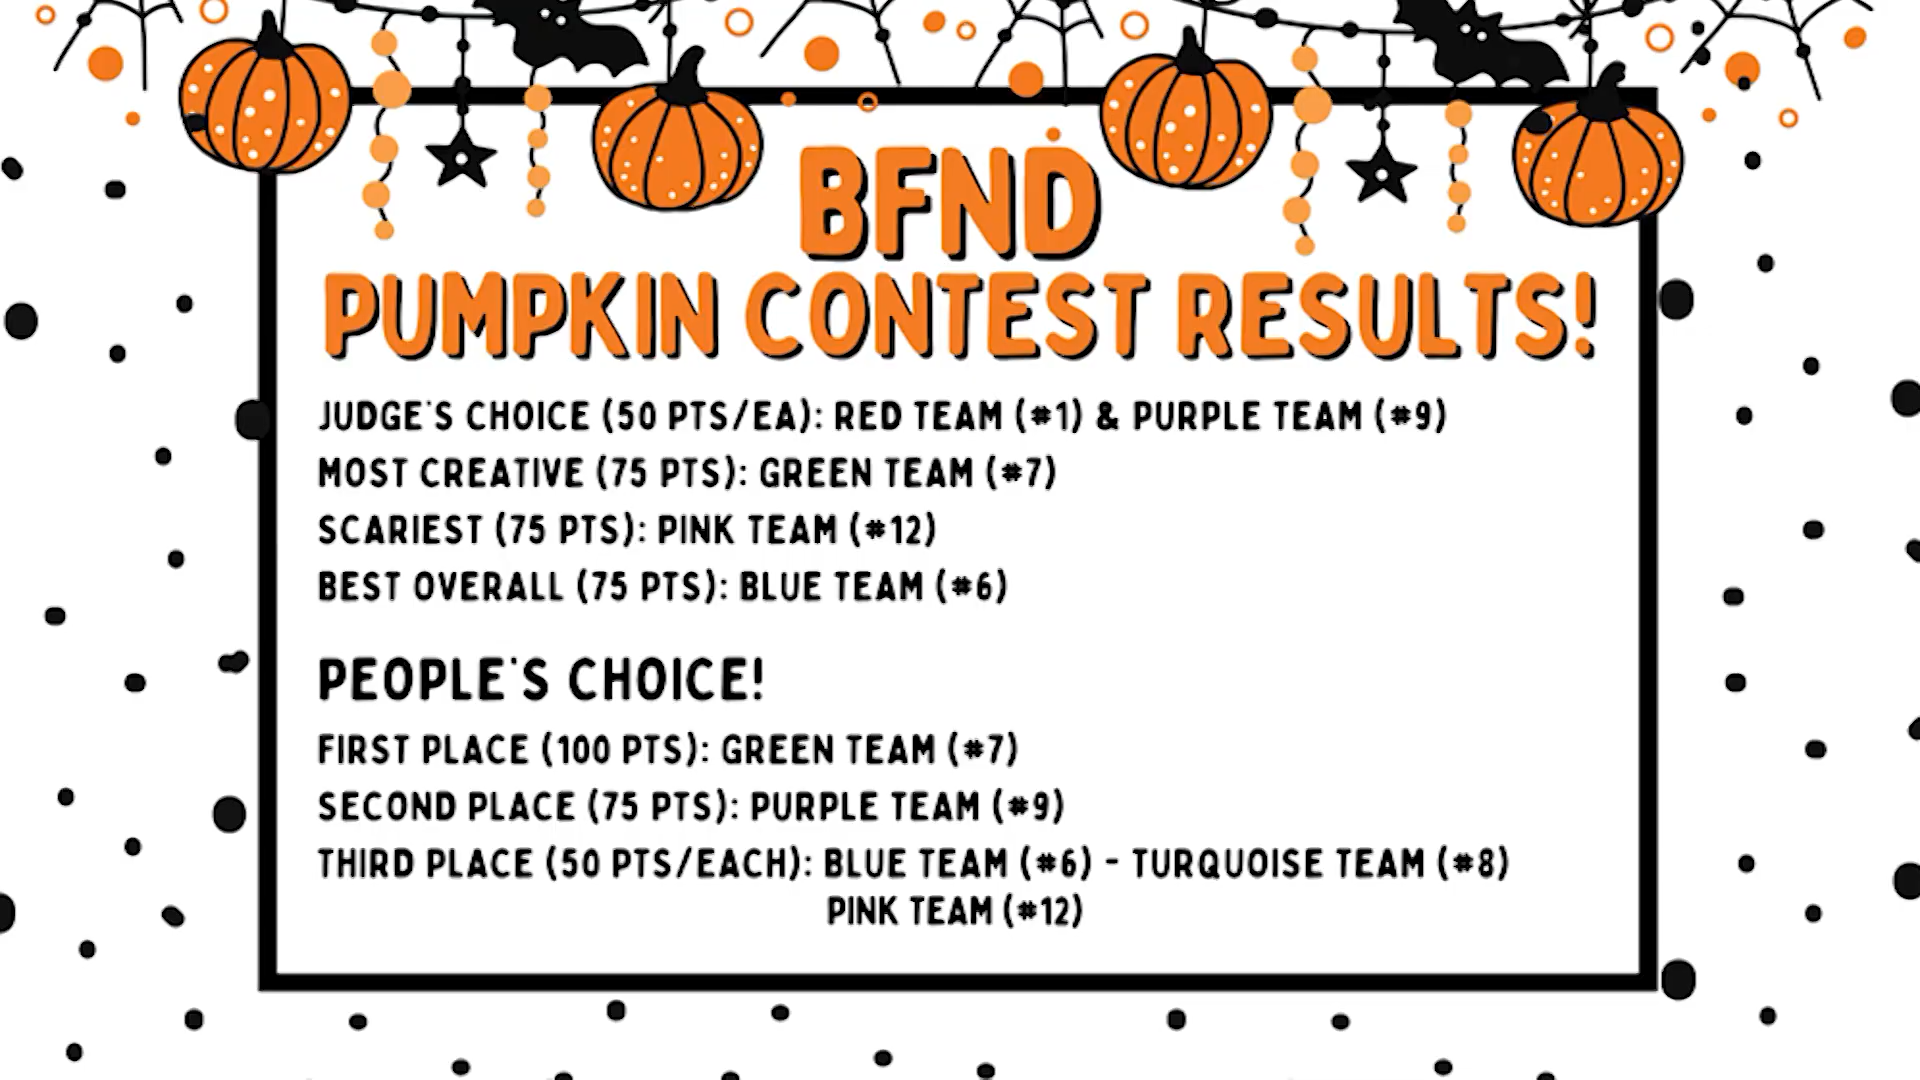 BFND
PUMPKIN CONTEST RESULTS!
JUDGE'S CHOICE (50 PTS/EA): RED TEAM (#1) & PURPLE TEAM (#9)
MOST CREATIVE (75 PTS): GREEN TEAM (#7)
SCARIEST (75 PTS): PINK TEAM (#12)
BEST OVERALL (75 PTS): BLUE TEAM (#6)
PEOPLE'S CHOICE!
FIRST PLACE (100 PTS): GREEN TEAM (#7)
SECOND PLACE (75 PTS): PURPLE TEAM (#9)
THIRD PLACE (50 PTS/EACH): BLUE TEAM (#6) - TURQUOISE TEAM (#8)
PINK TEAM (#12)